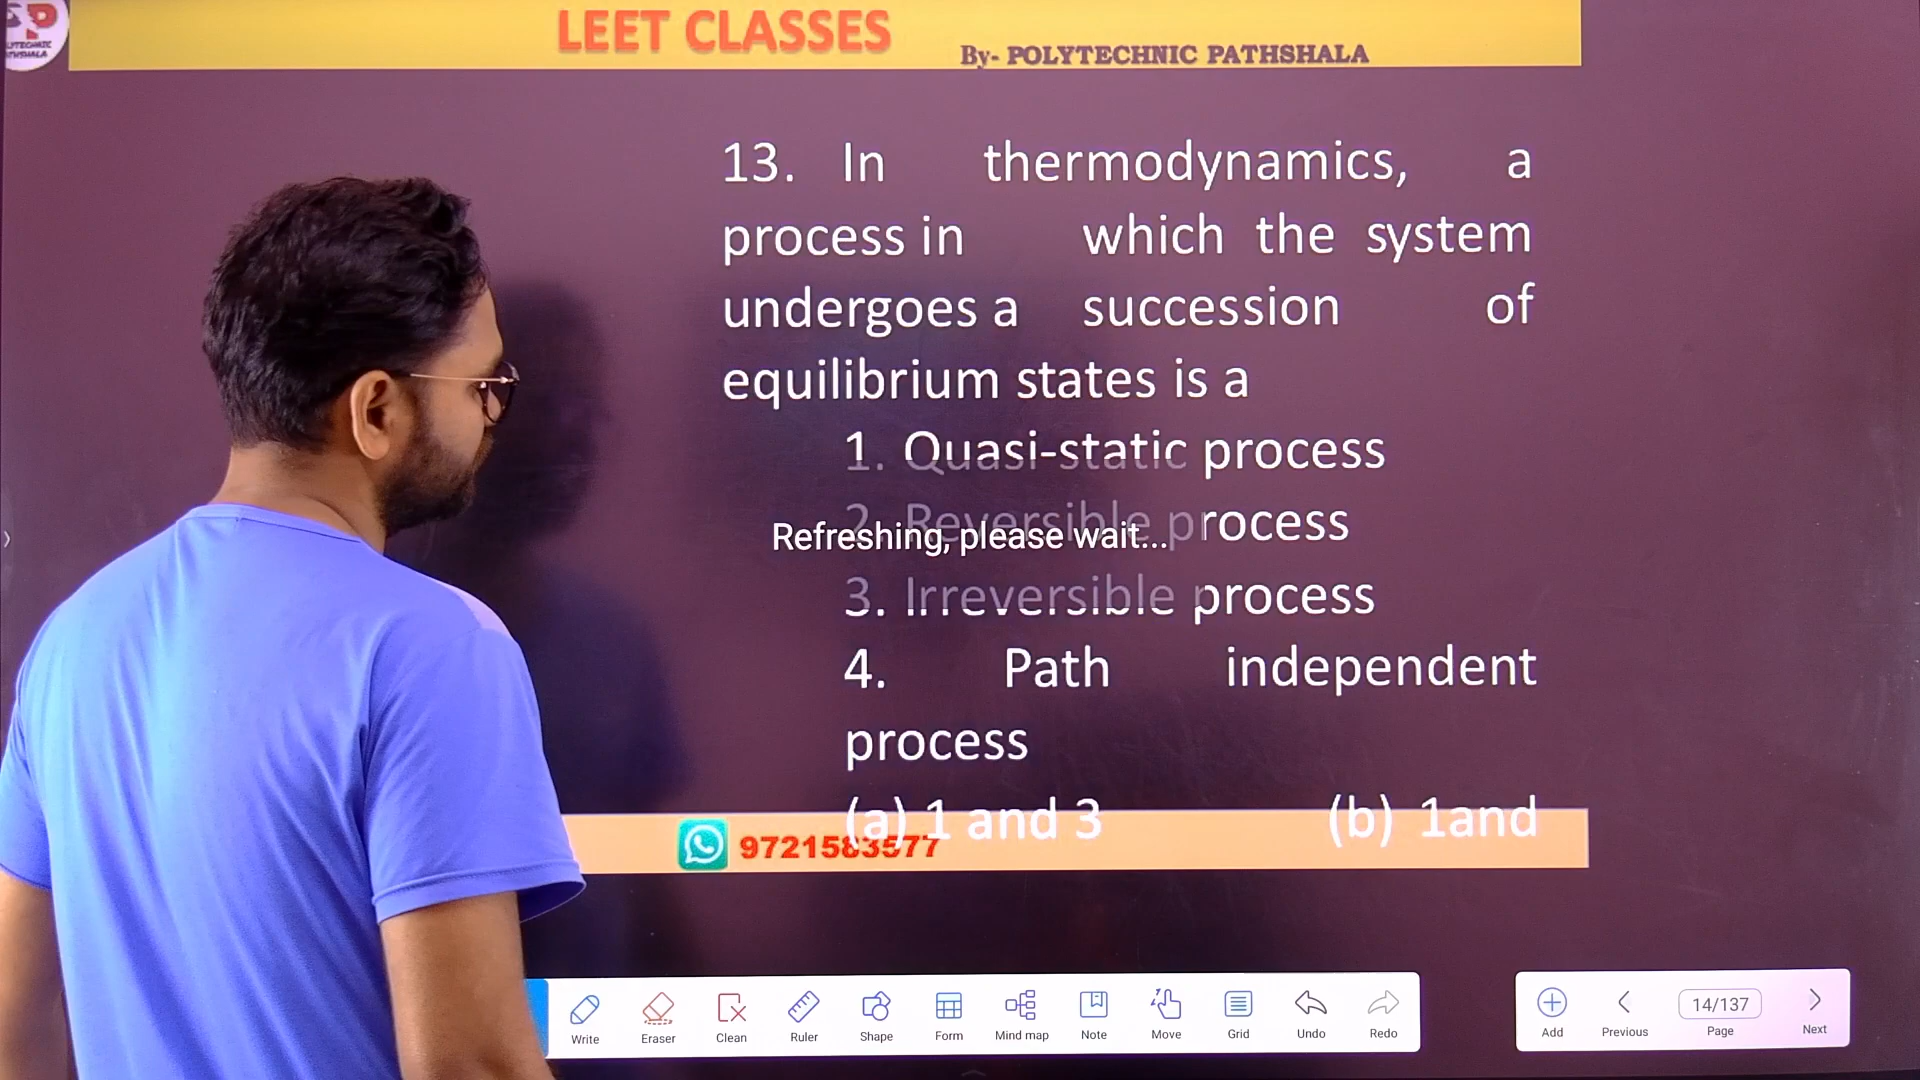 LEET CLASSES
By- POLYTECHNIC PATHSHALA
13. In thermodynamics, a
process in which the system
undergoes a succession of
equilibrium states is a
1. Quasi-static process
2. Reversible process
Refreshing, please wait...
3. Irreversible process
4. Path independent
process
(a) 1 and 3 (b) 1and
9721583577
Write Eraser Clean Ruler Shape Form Mind map Note Move Grid Undo Redo
Add Previous 14/137 Page Next